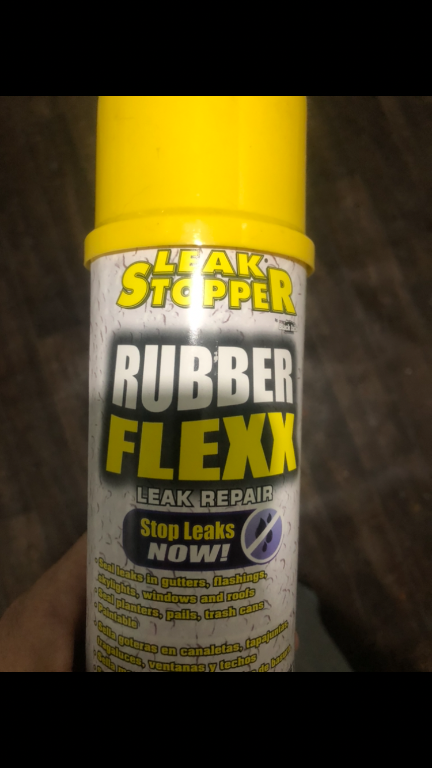 LEAK
STOPPER
RUBBER
FLEXX
LEAK REPAIR
Stop Leaks
NOW!
• Seal leaks in gutters, flashings,
skylights, windows and roofs
• Seal planters, pails, trash cans
• Paintable
• Sella goteras en canaletas, tapajuntas,
tragaluces, ventanas y techos